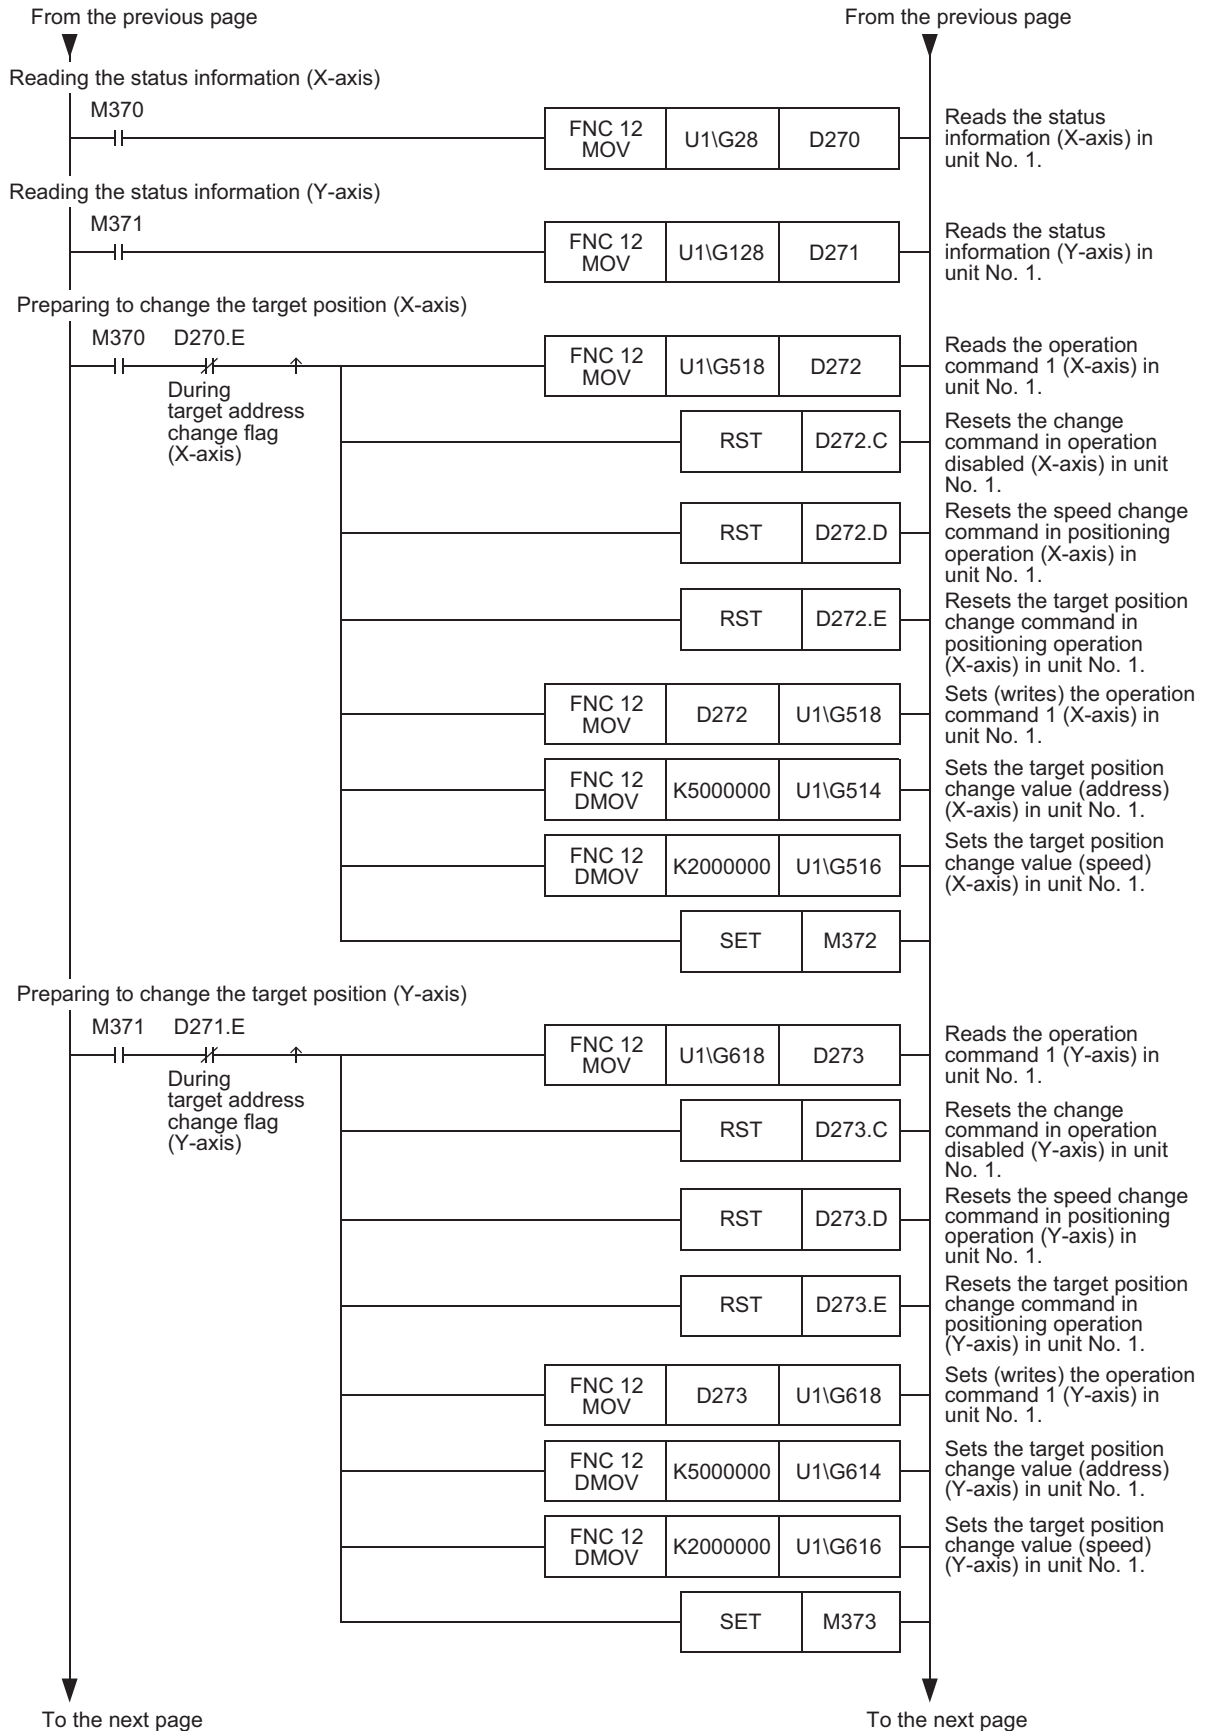 From the previous page
From the previous page
Reading the status information (X-axis)
M370
FNC 12
MOV
U1\G28
D270
Reads the status
information (X-axis) in
unit No. 1.
Reading the status information (Y-axis)
M371
FNC 12
MOV
U1\G128
D271
Reads the status
information (Y-axis) in
unit No. 1.
Preparing to change the target position (X-axis)
M370
D270.E
During
target address
change flag
(X-axis)
FNC 12
MOV
U1\G518
D272
Reads the operation
command 1 (X-axis) in
unit No. 1.
RST
D272.C
Resets the change
command in operation
disabled (X-axis) in unit
No. 1.
RST
D272.D
Resets the speed change
command in positioning
operation (X-axis) in
unit No. 1.
RST
D272.E
Resets the target position
change command in
positioning operation
(X-axis) in unit No. 1.
FNC 12
MOV
D272
U1\G518
Sets (writes) the operation
command 1 (X-axis) in
unit No. 1.
FNC 12
DMOV
K5000000
U1\G514
Sets the target position
change value (address)
(X-axis) in unit No. 1.
FNC 12
DMOV
K2000000
U1\G516
Sets the target position
change value (speed)
(X-axis) in unit No. 1.
SET
M372
Preparing to change the target position (Y-axis)
M371
D271.E
During
target address
change flag
(Y-axis)
FNC 12
MOV
U1\G618
D273
Reads the operation
command 1 (Y-axis) in
unit No. 1.
RST
D273.C
Resets the change
command in operation
disabled (Y-axis) in unit
No. 1.
RST
D273.D
Resets the speed change
command in positioning
operation (Y-axis) in
unit No. 1.
RST
D273.E
Resets the target position
change command in
positioning operation
(Y-axis) in unit No. 1.
FNC 12
MOV
D273
U1\G618
Sets (writes) the operation
command 1 (Y-axis) in
unit No. 1.
FNC 12
DMOV
K5000000
U1\G614
Sets the target position
change value (address)
(Y-axis) in unit No. 1.
FNC 12
DMOV
K2000000
U1\G616
Sets the target position
change value (speed)
(Y-axis) in unit No. 1.
SET
M373
To the next page
To the next page